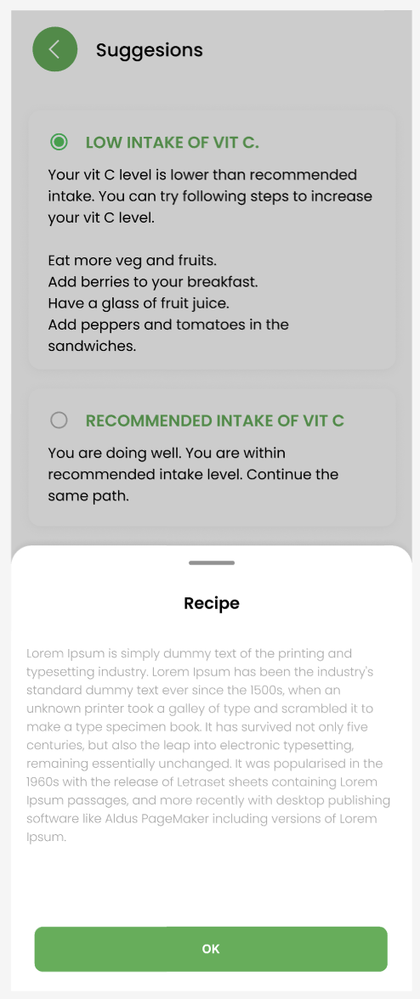 Suggesions
LOW INTAKE OF VIT C.
Your vit C level is lower than recommended
intake. You can try following steps to increase
your vit C level.
Eat more veg and fruits.
Add berries to your breakfast.
Have a glass of fruit juice.
Add peppers and tomatoes in the
sandwiches.
RECOMMENDED INTAKE OF VIT C
You are doing well. You are within
recommended intake level. Continue the
same path.
Recipe
Lorem Ipsum is simply dummy text of the printing and
typesetting industry. Lorem Ipsum has been the industry's
standard dummy text ever since the 1500s, when an
unknown printer took a galley of type and scrambled it to
make a type specimen book. It has survived not only five
centuries, but also the leap into electronic typesetting,
remaining essentially unchanged. It was popularised in the
1960s with the release of Letraset sheets containing Lorem
Ipsum passages, and more recently with desktop publishing
software like Aldus PageMaker including versions of Lorem
Ipsum.
OK